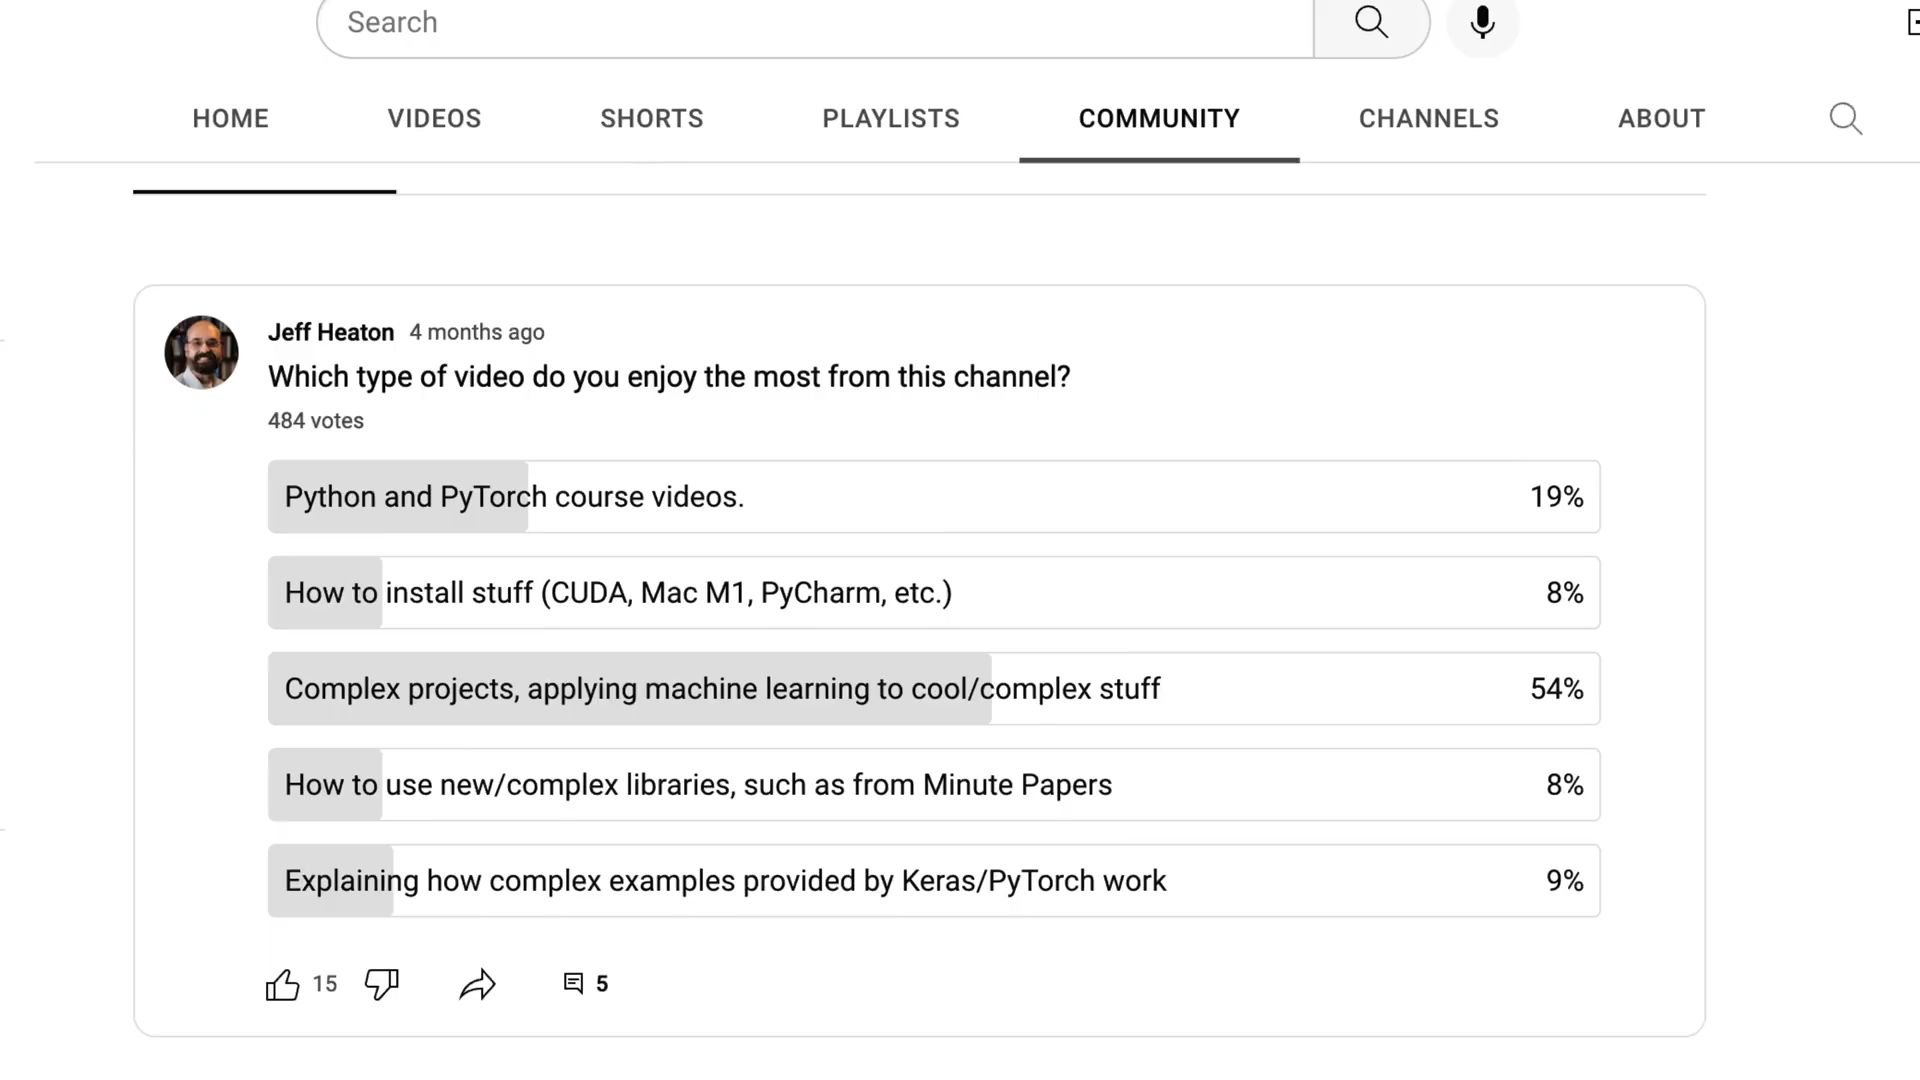 Search
HOME VIDEOS SHORTS PLAYLISTS COMMUNITY CHANNELS ABOUT
Jeff Heaton 4 months ago
Which type of video do you enjoy the most from this channel?
484 votes
Python and PyTorch course videos. 19%
How to install stuff (CUDA, Mac M1, PyCharm, etc.) 8%
Complex projects, applying machine learning to cool/complex stuff 54%
How to use new/complex libraries, such as from Minute Papers 8%
Explaining how complex examples provided by Keras/PyTorch work 9%
15 5